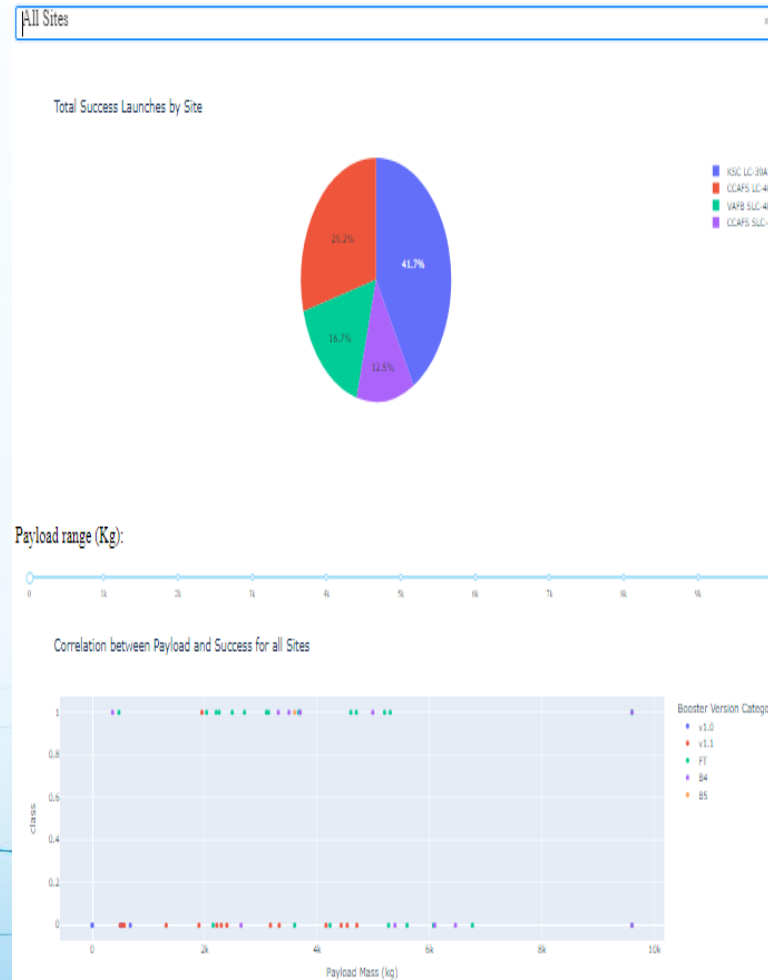 All Sites ×
Total Success Launches by Site
KSC LC-39A
CCAFS LC-4
VAFB SLC-4
CCAFS SLC-
29.2%
41.7%
16.7%
12.5%
Payload range (Kg):
0 1k 2k 3k 4k 5k 6k 7k 8k 9k
Correlation between Payload and Success for all Sites
Booster Version Catego
v1.0
v1.1
FT
B4
B5
1
0.8
0.6
0.4
0.2
0
class
0 2k 4k 6k 8k 10k
Payload Mass (kg)